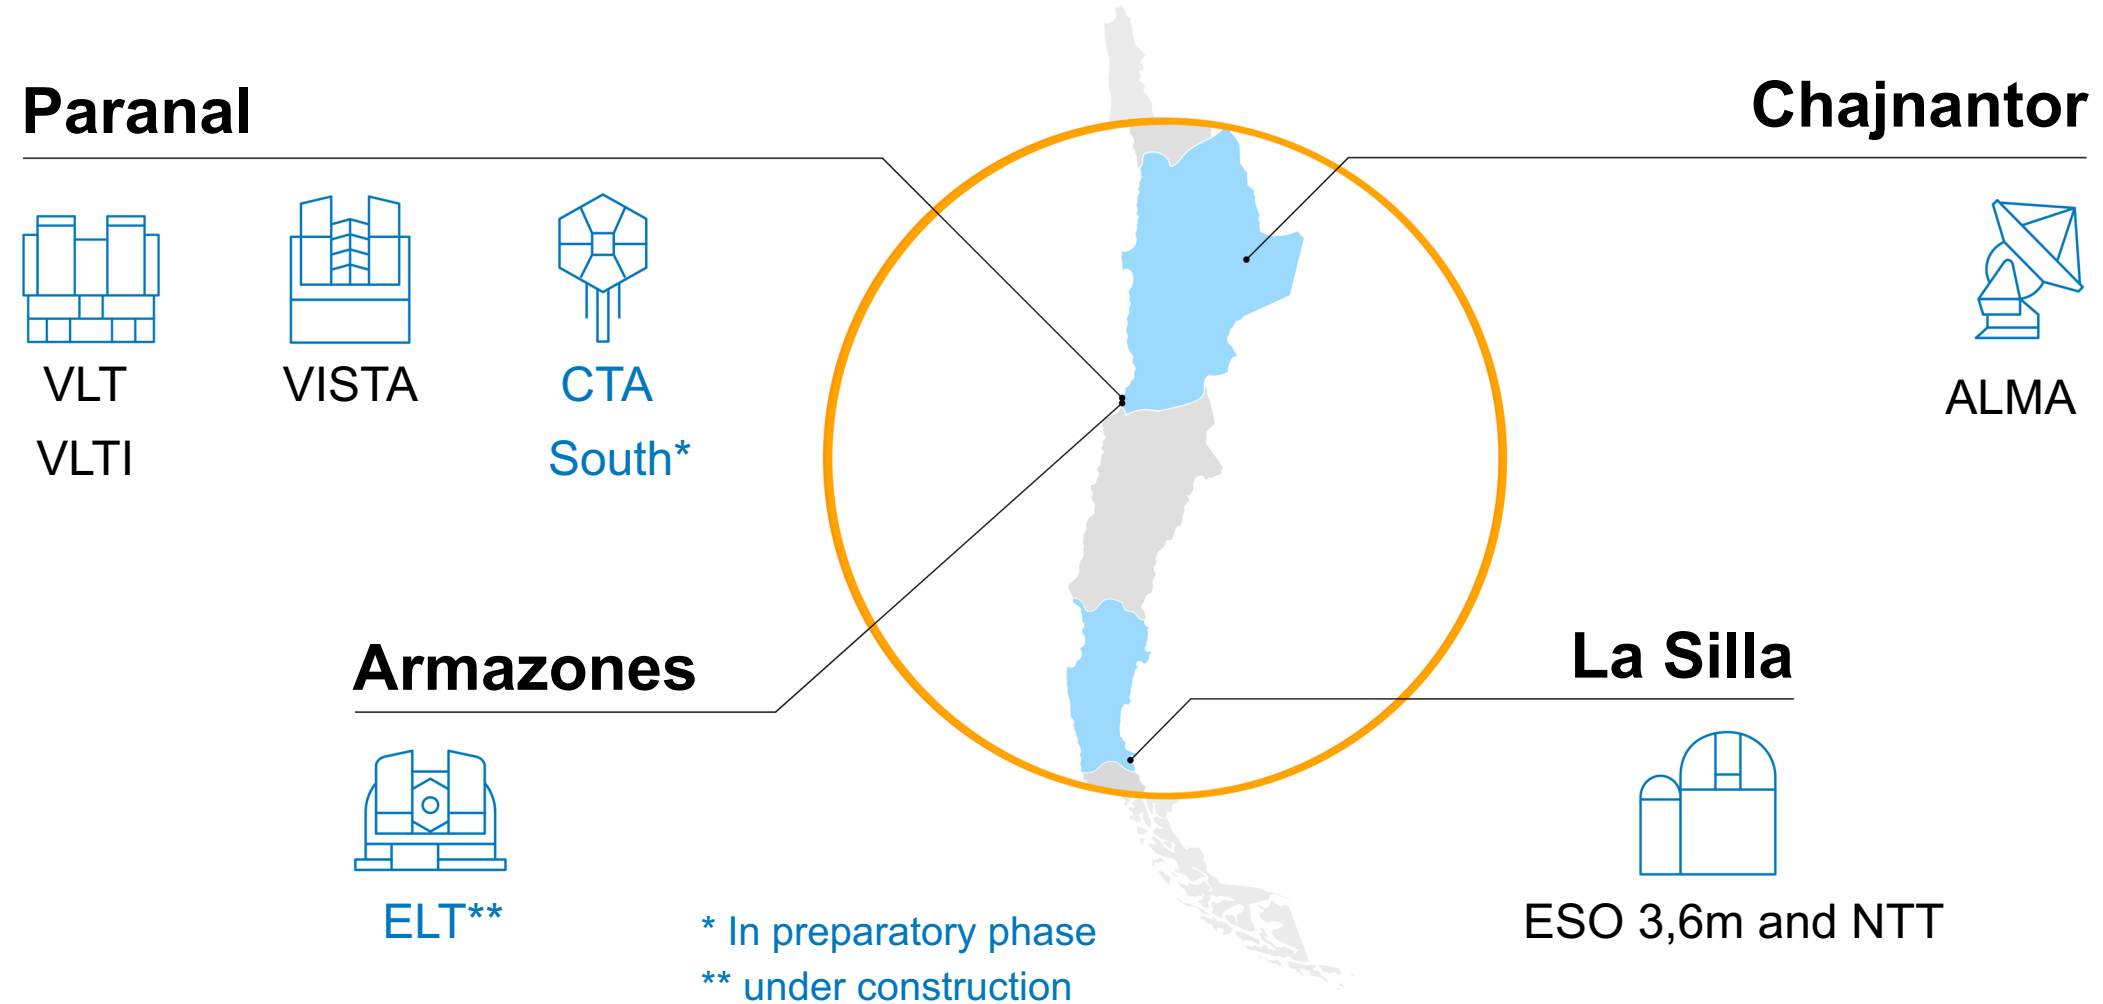 Paranal
VLT
VLTI
VISTA
CTA
South*
Chajnantor
ALMA
Armazones
ELT**
La Silla
ESO 3,6m and NTT
* In preparatory phase
** under construction